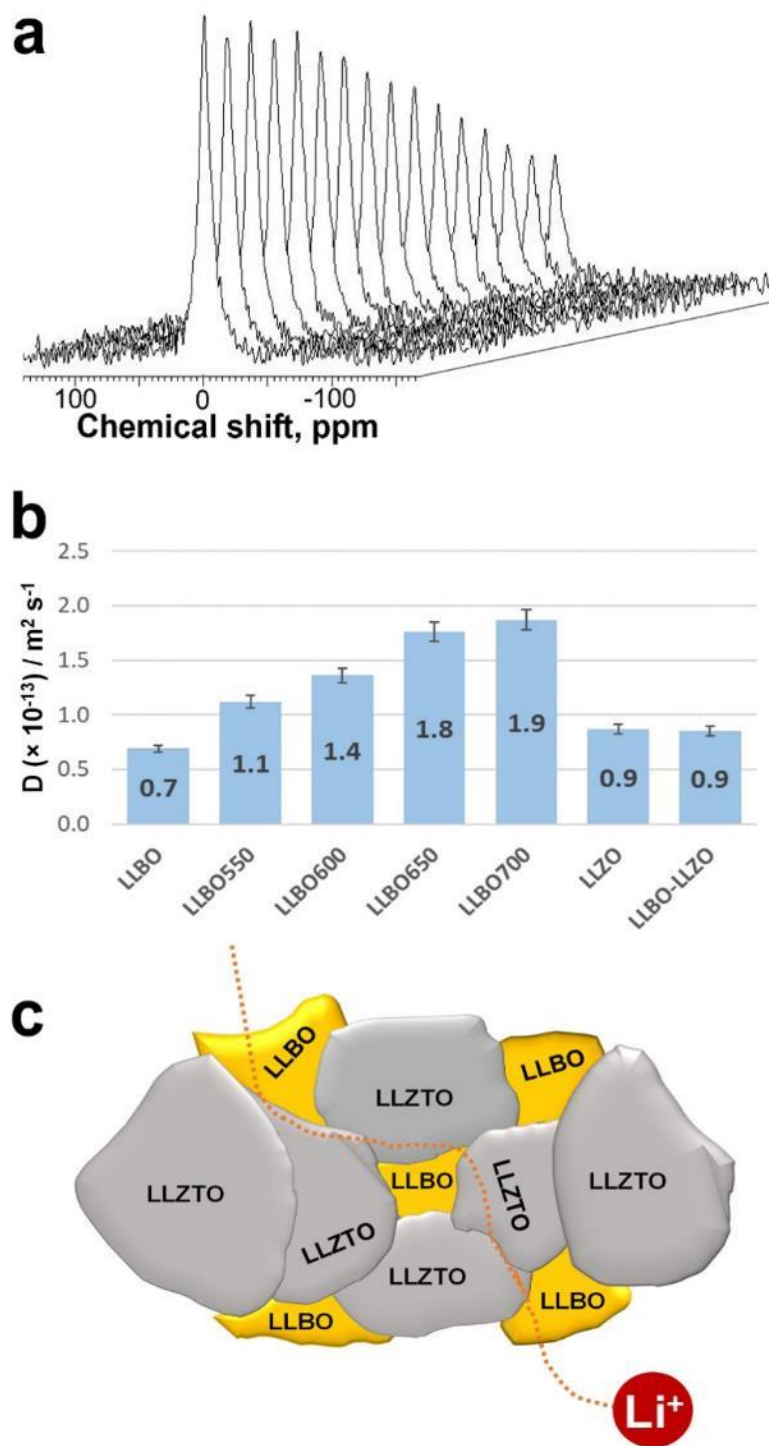 a
100 0 -100
Chemical shift, ppm
b
D (× 10⁻¹³) / m² s⁻¹
2.5
2.0
1.5
1.0
0.5
0.0
0.7
1.1
1.4
1.8
1.9
0.9
0.9
LLBO
LLBO550
LLBO600
LLBO650
LLBO700
LLZO
LLBO-LLZO
c
LLBO
LLZTO
LLBO
LLZTO
LLZTO
LLBO
LLZTO
LLZTO
LLZTO
LLBO
LLBO
Li⁺